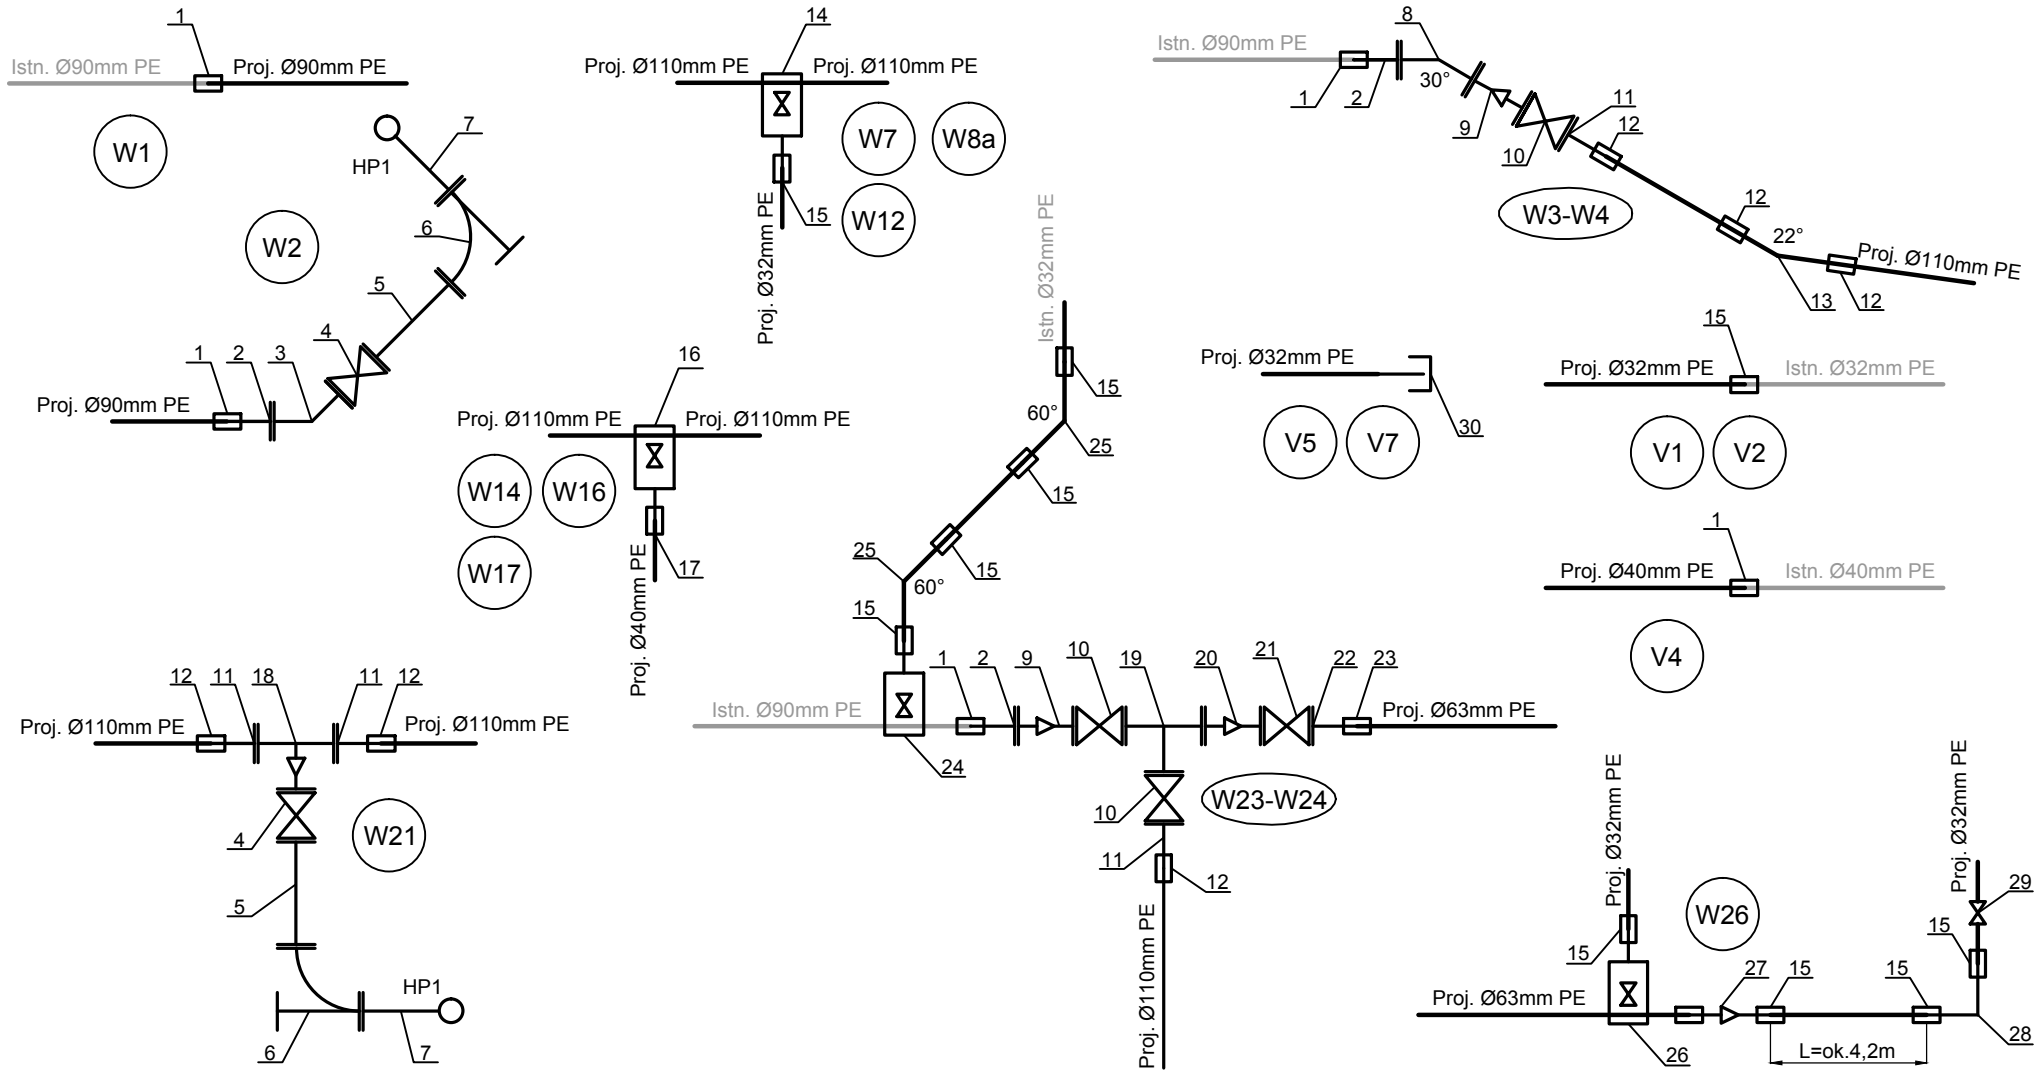 1
Istn. Ø90mm PE
Proj. Ø90mm PE
W1
7
HP1
W2
6
5
4
3
2
1
Proj. Ø90mm PE
14
Proj. Ø110mm PE
Proj. Ø110mm PE
W7
W8a
W12
15
Proj. Ø32mm PE
8
Istn. Ø90mm PE
30°
1
2
9
10
11
12
W3-W4
12
22°
Proj. Ø110mm PE
13
12
16
Proj. Ø110mm PE
Proj. Ø110mm PE
W14
W16
W17
17
Proj. Ø40mm PE
Istn. Ø32mm PE
15
60°
25
15
15
25
60°
15
Proj. Ø32mm PE
V5
V7
30
15
Proj. Ø32mm PE
Istn. Ø32mm PE
V1
V2
1
Proj. Ø40mm PE
Istn. Ø40mm PE
V4
12
11
18
11
12
Proj. Ø110mm PE
Proj. Ø110mm PE
4
W21
5
HP1
6
7
1
2
9
10
19
20
21
22
23
Istn. Ø90mm PE
Proj. Ø63mm PE
24
10
W23-W24
11
12
Proj. Ø110mm PE
Proj. Ø32mm PE
Proj. Ø32mm PE
29
W26
15
15
27
15
15
Proj. Ø63mm PE
26
L=ok.4,2m
28